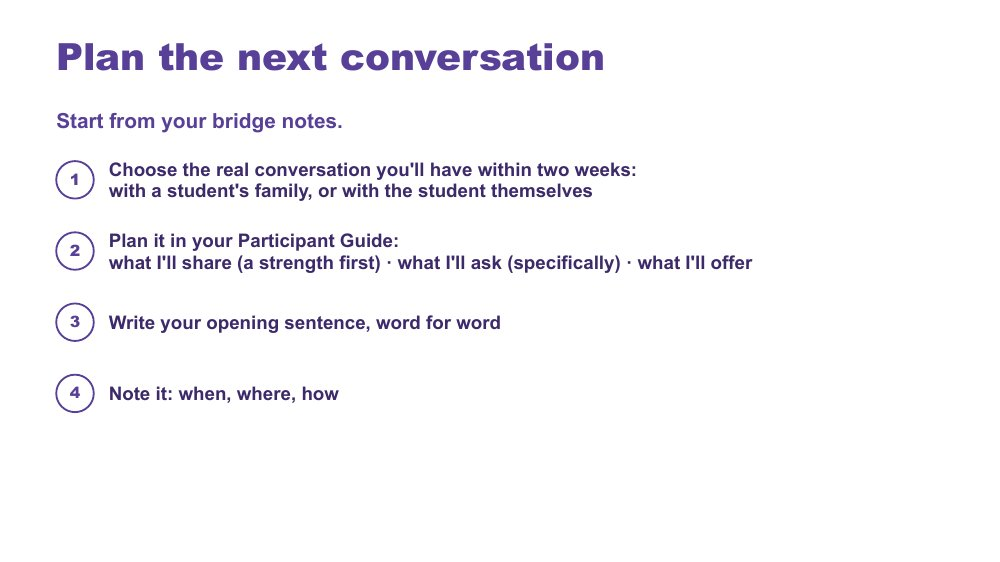 Plan the next conversation
Start from your bridge notes.
1
Choose the real conversation you'll have within two weeks:
with a student's family, or with the student themselves
2
Plan it in your Participant Guide:
what I'll share (a strength first) · what I'll ask (specifically) · what I'll offer
3
Write your opening sentence, word for word
4
Note it: when, where, how